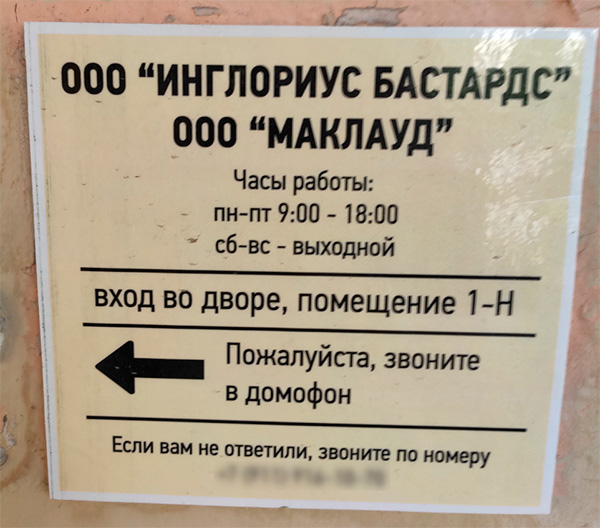 ООО “ИНГЛОРИУС БАСТАРДС”
ООО “МАКЛАУД”
Часы работы:
пн-пт 9:00 - 18:00
сб-вс - выходной
вход во дворе, помещение 1-Н
Пожалуйста, звоните
в домофон
Если вам не ответили, звоните по номеру